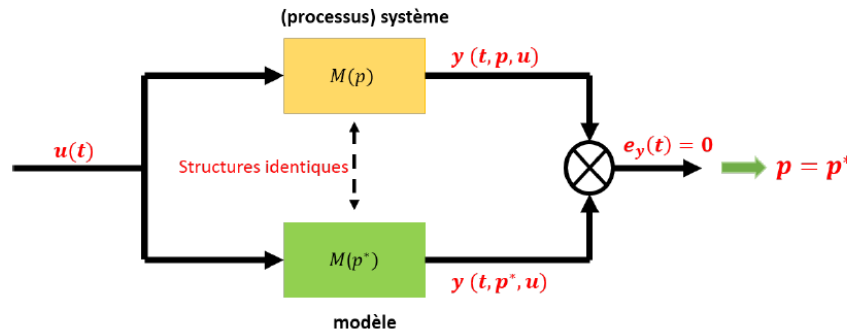 (processus) système
M(p)
y (t, p, u)
u(t)
Structures identiques
e_y(t) = 0
p = p*
M(p*)
y (t, p*, u)
modèle